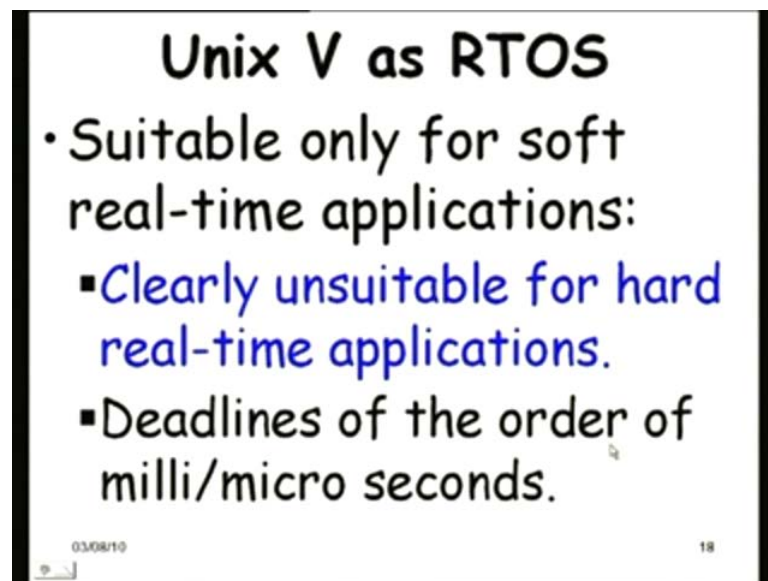 Unix V as RTOS
• Suitable only for soft
real-time applications:
▪Clearly unsuitable for hard
real-time applications.
▪Deadlines of the order of
milli/micro seconds.
03/08/10
18